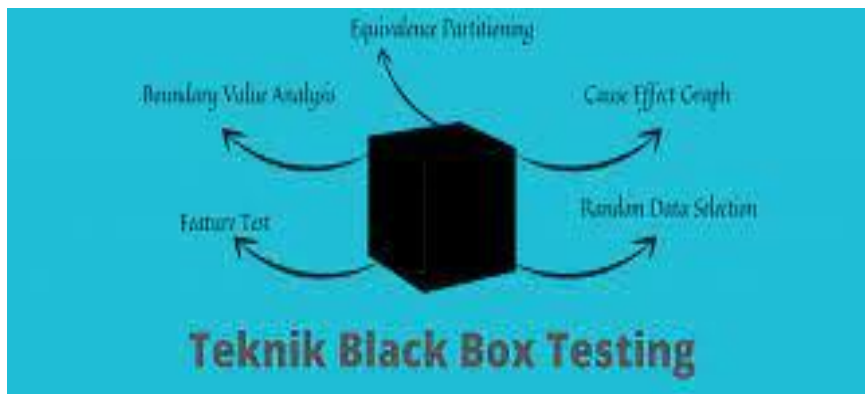 Equivalence Partitioning
Boundary Value Analysis
Cause Effect Graph
Feature Test
Random Data Selection
Teknik Black Box Testing